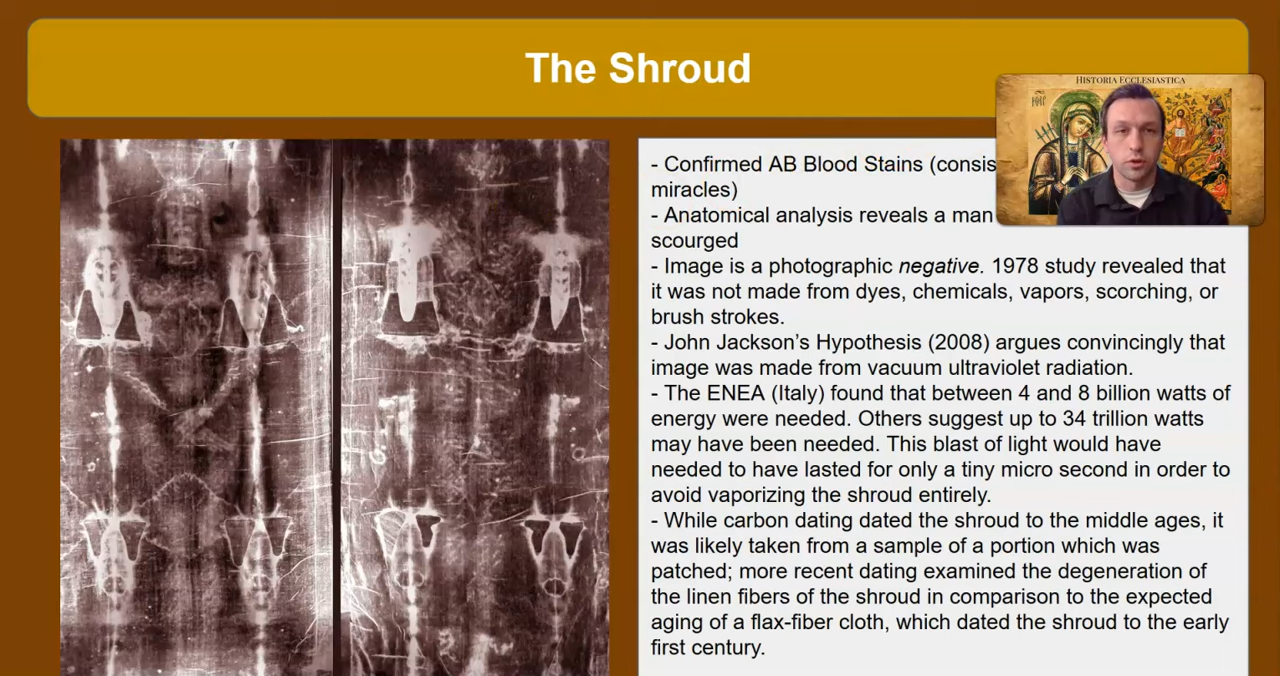 The Shroud
HISTORIA ECCLESIASTICA
- Confirmed AB Blood Stains (consis
miracles)
- Anatomical analysis reveals a man
scourged
- Image is a photographic negative. 1978 study revealed that
it was not made from dyes, chemicals, vapors, scorching, or
brush strokes.
- John Jackson's Hypothesis (2008) argues convincingly that
image was made from vacuum ultraviolet radiation.
- The ENEA (Italy) found that between 4 and 8 billion watts of
energy were needed. Others suggest up to 34 trillion watts
may have been needed. This blast of light would have
needed to have lasted for only a tiny micro second in order to
avoid vaporizing the shroud entirely.
- While carbon dating dated the shroud to the middle ages, it
was likely taken from a sample of a portion which was
patched; more recent dating examined the degeneration of
the linen fibers of the shroud in comparison to the expected
aging of a flax-fiber cloth, which dated the shroud to the early
first century.